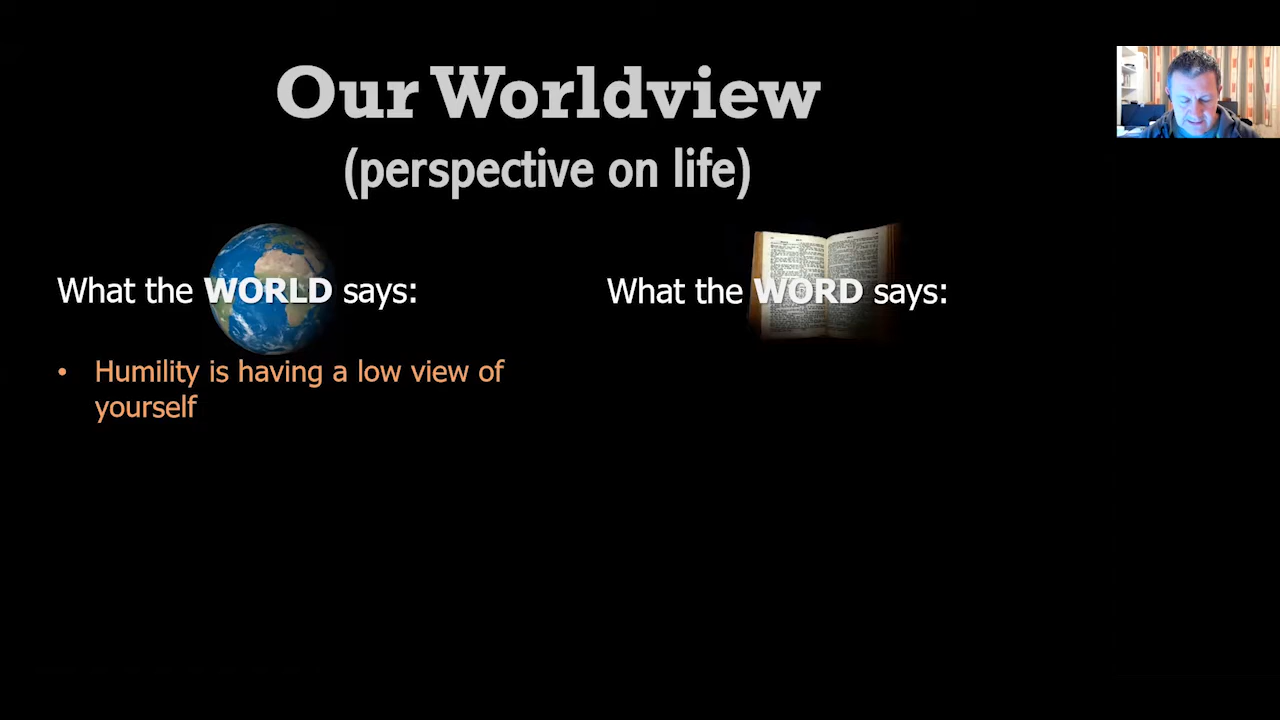 Our Worldview
(perspective on life)
What the WORLD says:
What the WORD says:
• Humility is having a low view of
yourself